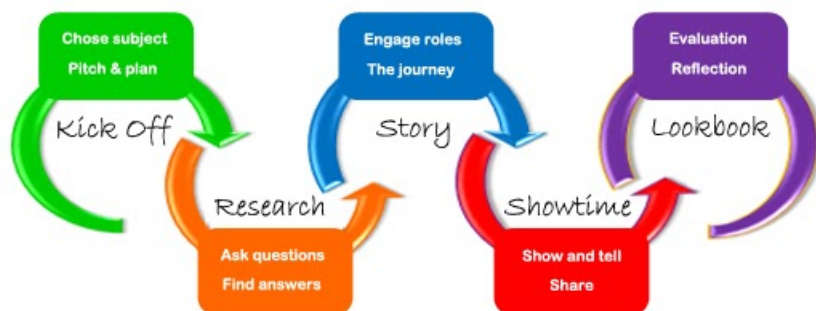 Chose subject
Pitch & plan
Kick Off
Research
Ask questions
Find answers
Engage roles
The journey
Story
Showtime
Show and tell
Share
Evaluation
Reflection
Lookbook